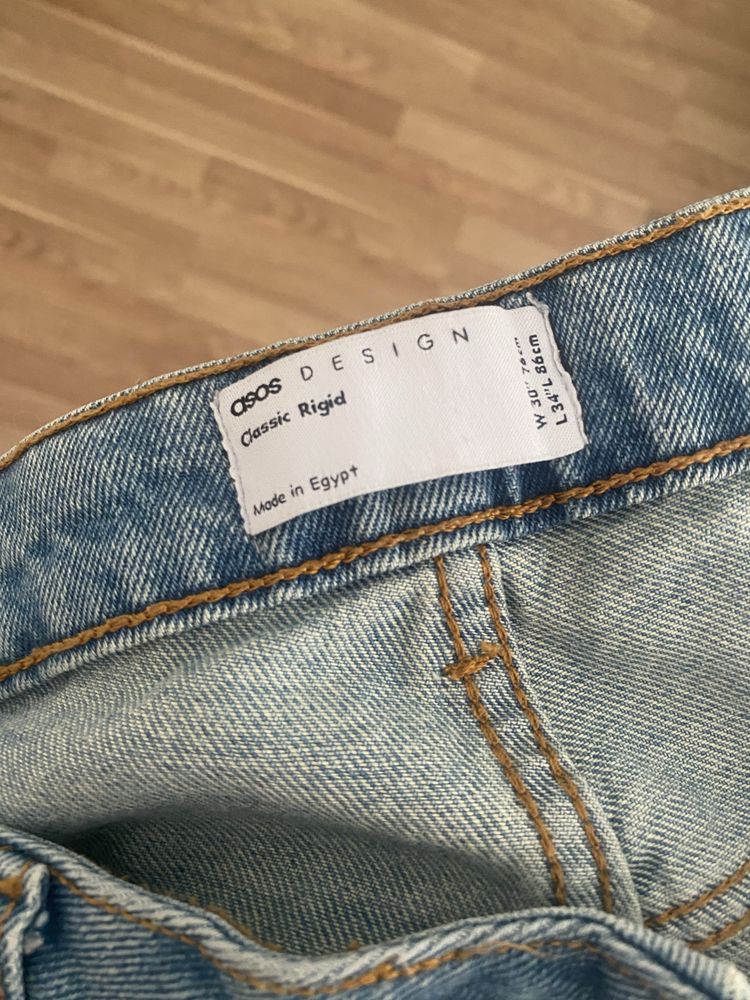 asos DESIGN
Classic Rigid
Made in Egypt
W 30" 76cm
L 34"L 86cm